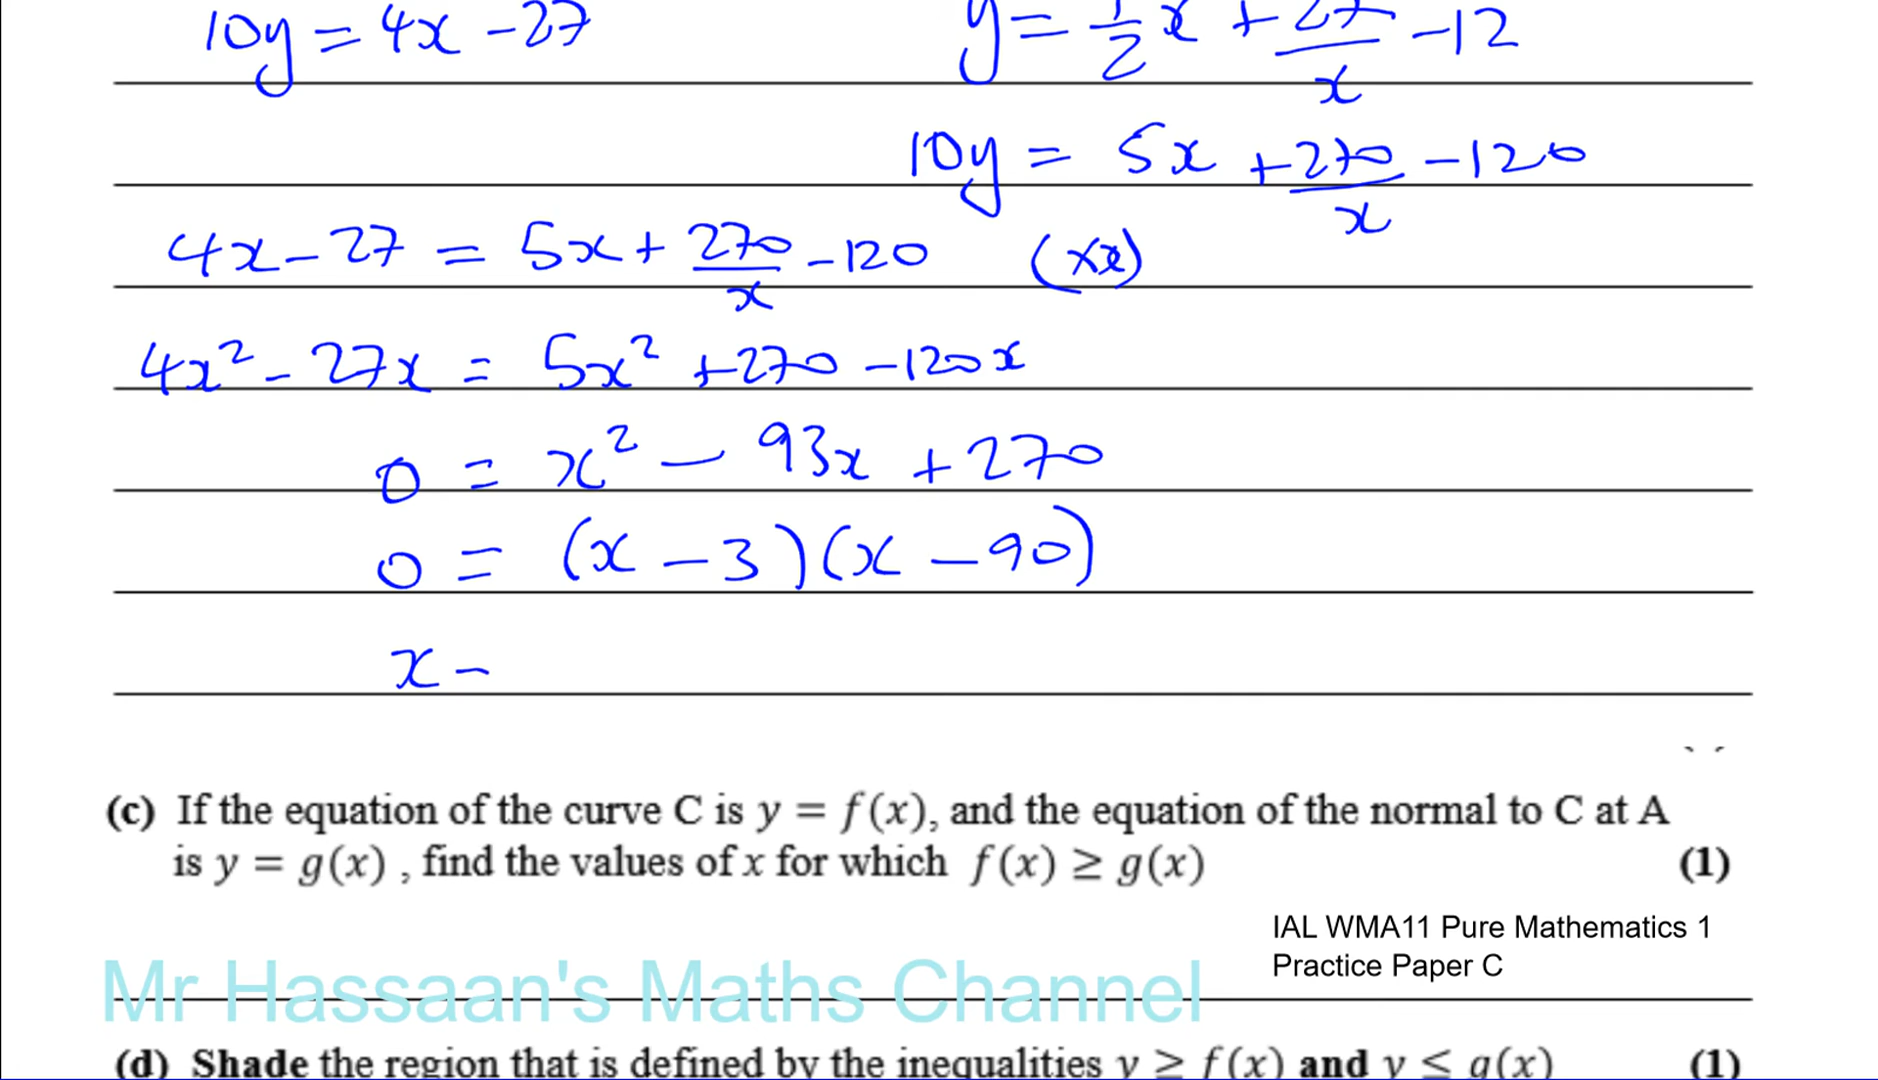 10y = 4x - 27
y = 1/2 x + 27/x - 12
10y = 5x + 270/x - 120
4x - 27 = 5x + 270/x - 120 (×x)
4x² - 27x = 5x² + 270 - 120x
0 = x² - 93x + 270
0 = (x - 3)(x - 90)
x -
(c) If the equation of the curve C is y = f(x), and the equation of the normal to C at A
is y = g(x) , find the values of x for which f(x) ≥ g(x) (1)
IAL WMA11 Pure Mathematics 1
Practice Paper C
Mr Hassaan's Maths Channel
(d) Shade the region that is defined by the inequalities y ≥ f(x) and y ≤ g(x) (1)